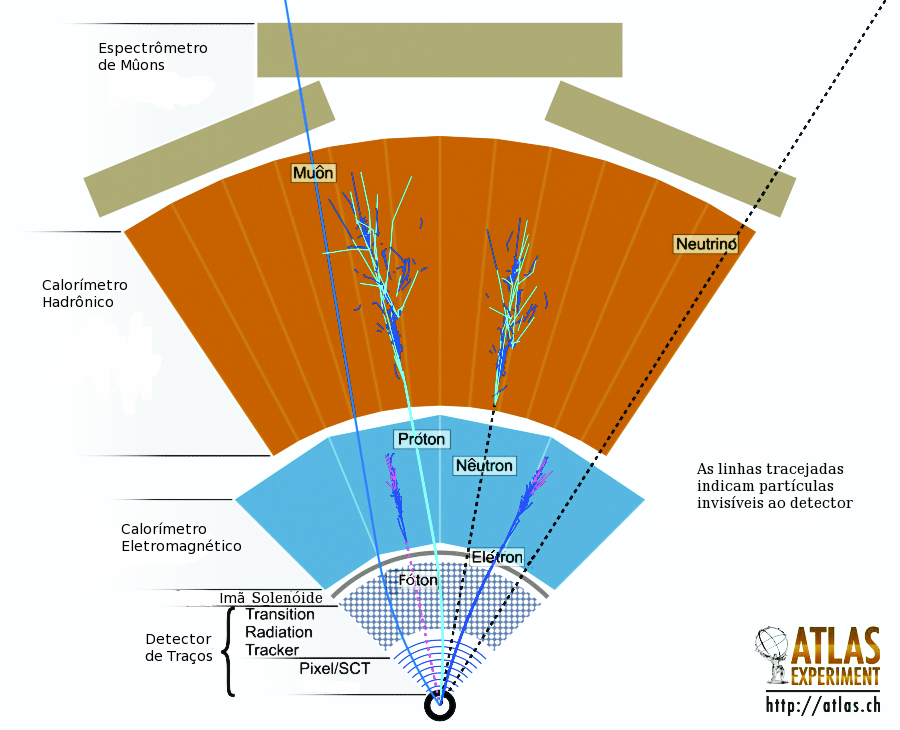 Espectrômetro
de Mûons
Muôn
Neutrino
Calorímetro
Hadrônico
Próton
Nêutron
As linhas tracejadas
indicam partículas
invisíveis ao detector
Calorímetro
Eletromagnético
Elétron
Fóton
Imã Solenóide
Transition
Radiation
Tracker
Detector
de Traços
Pixel/SCT
ATLAS
EXPERIMENT
http://atlas.ch